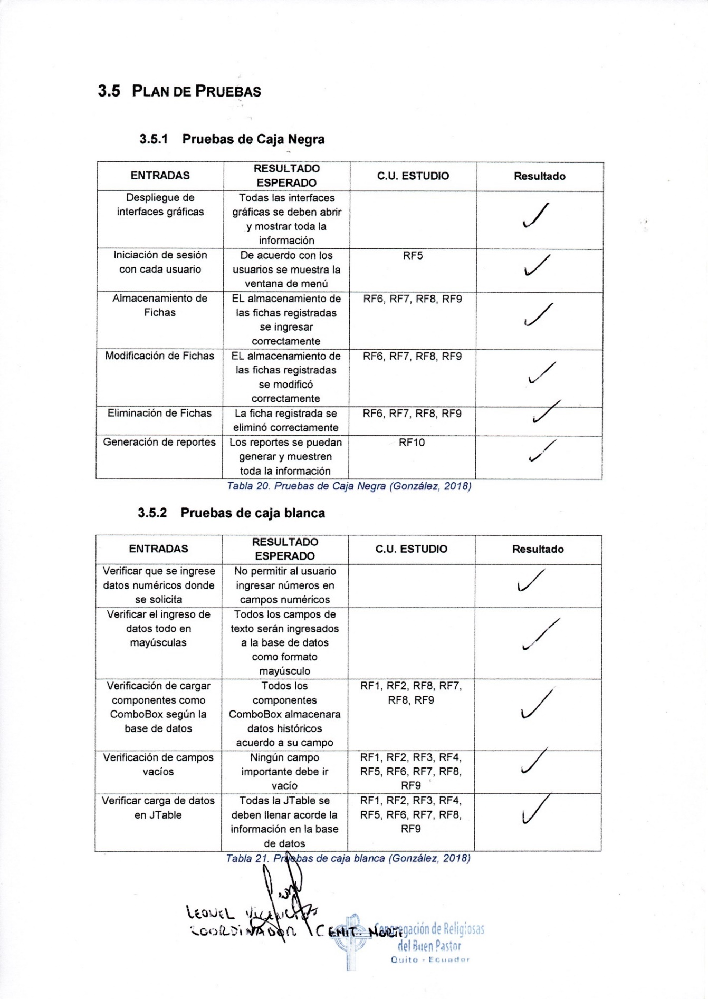 3.5 PLAN DE PRUEBAS
3.5.1 Pruebas de Caja Negra
ENTRADAS
RESULTADO
ESPERADO
C.U. ESTUDIO
Resultado
Despliegue de
interfaces gráficas
Todas las interfaces
gráficas se deben abrir
y mostrar toda la
información
Iniciación de sesión
con cada usuario
De acuerdo con los
usuarios se muestra la
ventana de menú
RF5
Almacenamiento de
Fichas
EL almacenamiento de
las fichas registradas
se ingresar
correctamente
RF6, RF7, RF8, RF9
Modificación de Fichas
EL almacenamiento de
las fichas registradas
se modificó
correctamente
RF6, RF7, RF8, RF9
Eliminación de Fichas
La ficha registrada se
eliminó correctamente
RF6, RF7, RF8, RF9
Generación de reportes
Los reportes se puedan
generar y muestren
toda la información
RF10
Tabla 20. Pruebas de Caja Negra (González, 2018)
3.5.2 Pruebas de caja blanca
ENTRADAS
RESULTADO
ESPERADO
C.U. ESTUDIO
Resultado
Verificar que se ingrese
datos numéricos donde
se solicita
No permitir al usuario
ingresar números en
campos numéricos
Verificar el ingreso de
datos todo en
mayúsculas
Todos los campos de
texto serán ingresados
a la base de datos
como formato
mayúsculo
Verificación de cargar
componentes como
ComboBox según la
base de datos
Todos los
componentes
ComboBox almacenara
datos históricos
acuerdo a su campo
RF1, RF2, RF8, RF7,
RF8, RF9
Verificación de campos
vacíos
Ningún campo
importante debe ir
vacío
RF1, RF2, RF3, RF4,
RF5, RF6, RF7, RF8,
RF9
Verificar carga de datos
en JTable
Todas la JTable se
deben llenar acorde la
información en la base
de datos
RF1, RF2, RF3, RF4,
RF5, RF6, RF7, RF8,
RF9
Tabla 21. Pruebas de caja blanca (González, 2018)
LEONEL
COORDINADOR CEMIT. NORTE
Congregación de Religiosas
del Buen Pastor
Quito - Ecuador